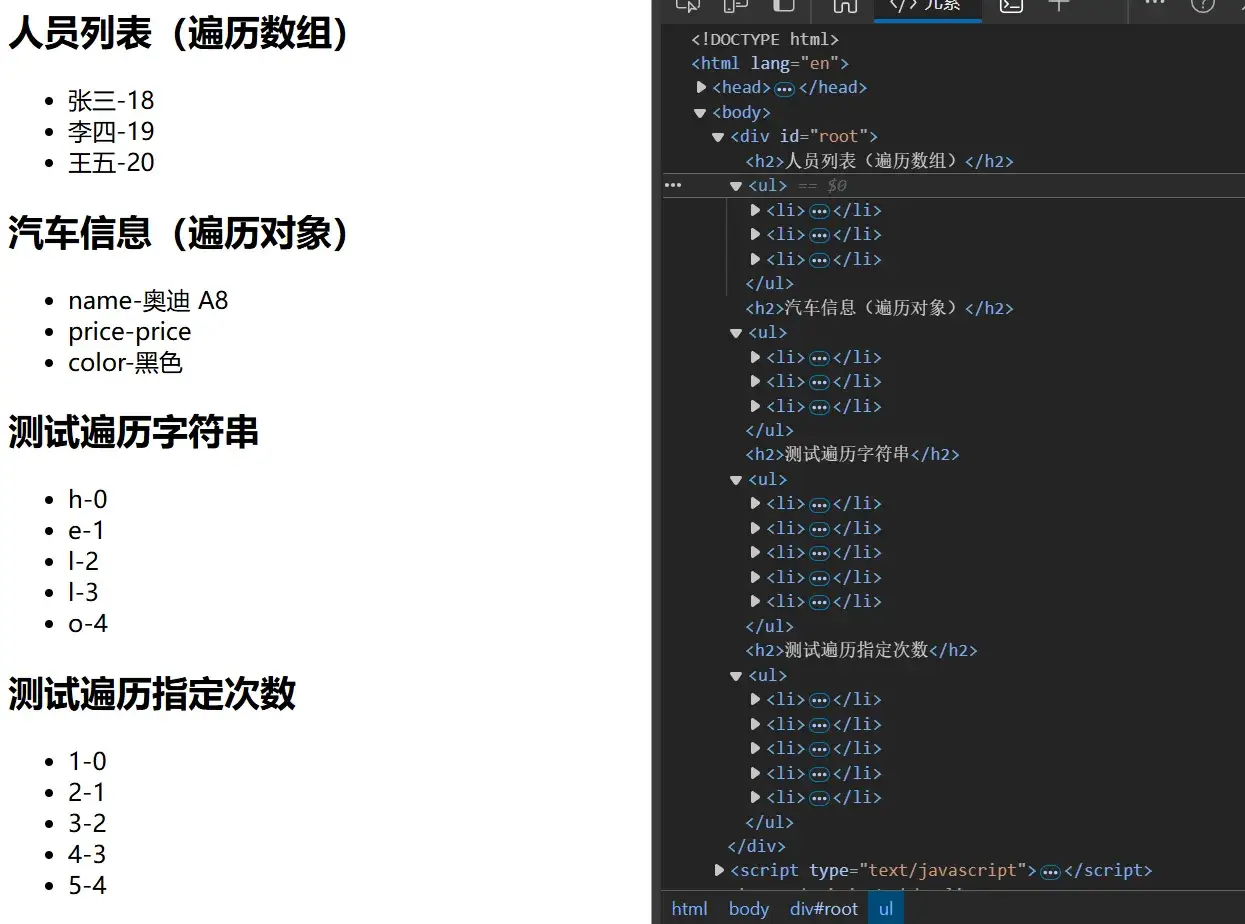 人员列表（遍历数组）
张三-18
李四-19
王五-20
汽车信息（遍历对象）
name-奥迪 A8
price-price
color-黑色
测试遍历字符串
h-0
e-1
l-2
l-3
o-4
测试遍历指定次数
1-0
2-1
3-2
4-3
5-4
</> 元素
<!DOCTYPE html>
<html lang="en">
<head>…</head>
<body>
<div id="root">
<h2>人员列表（遍历数组）</h2>
<ul> == $0
<li>…</li>
<li>…</li>
<li>…</li>
</ul>
<h2>汽车信息（遍历对象）</h2>
<ul>
<li>…</li>
<li>…</li>
<li>…</li>
</ul>
<h2>测试遍历字符串</h2>
<ul>
<li>…</li>
<li>…</li>
<li>…</li>
<li>…</li>
<li>…</li>
</ul>
<h2>测试遍历指定次数</h2>
<ul>
<li>…</li>
<li>…</li>
<li>…</li>
<li>…</li>
<li>…</li>
</ul>
</div>
<script type="text/javascript">…</script>
html body div#root ul